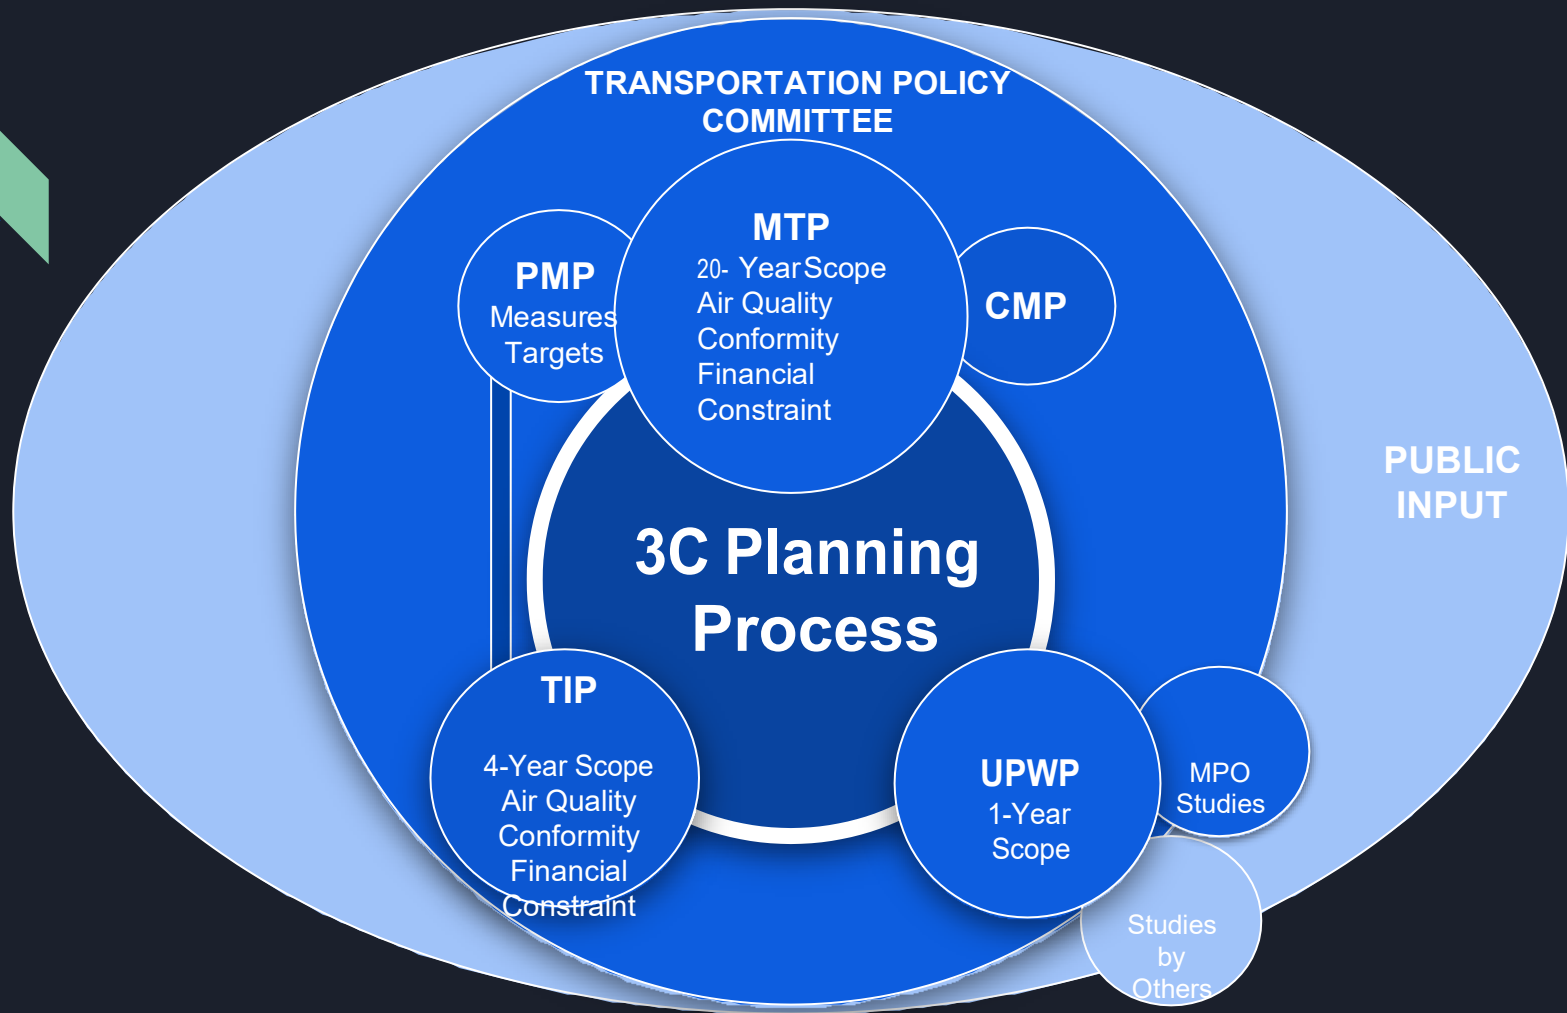 TRANSPORTATION POLICY
COMMITTEE
MTP
20- Year Scope
Air Quality
Conformity
Financial
Constraint
PMP
Measures
Targets
CMP
PUBLIC
INPUT
3C Planning
Process
TIP
4-Year Scope
Air Quality
Conformity
Financial
Constraint
UPWP
1-Year
Scope
MPO
Studies
Studies
by
Others